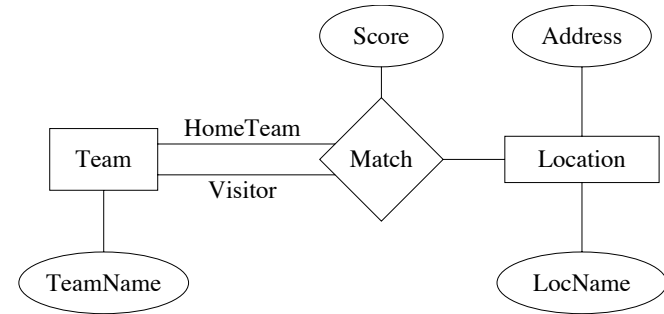 Score
Address
HomeTeam
Team
Match
Location
Visitor
TeamName
LocName